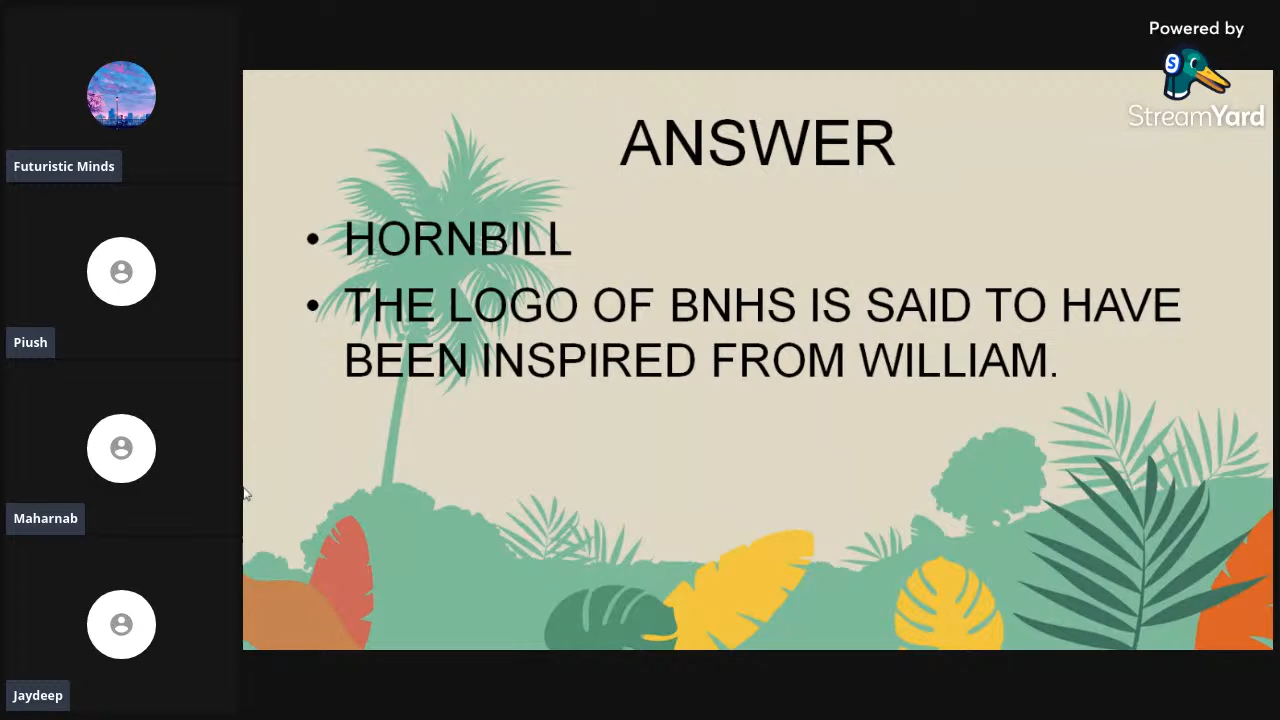 Powered by
StreamYard
Futuristic Minds
Piush
Maharnab
Jaydeep
ANSWER
• HORNBILL
• THE LOGO OF BNHS IS SAID TO HAVE
BEEN INSPIRED FROM WILLIAM.